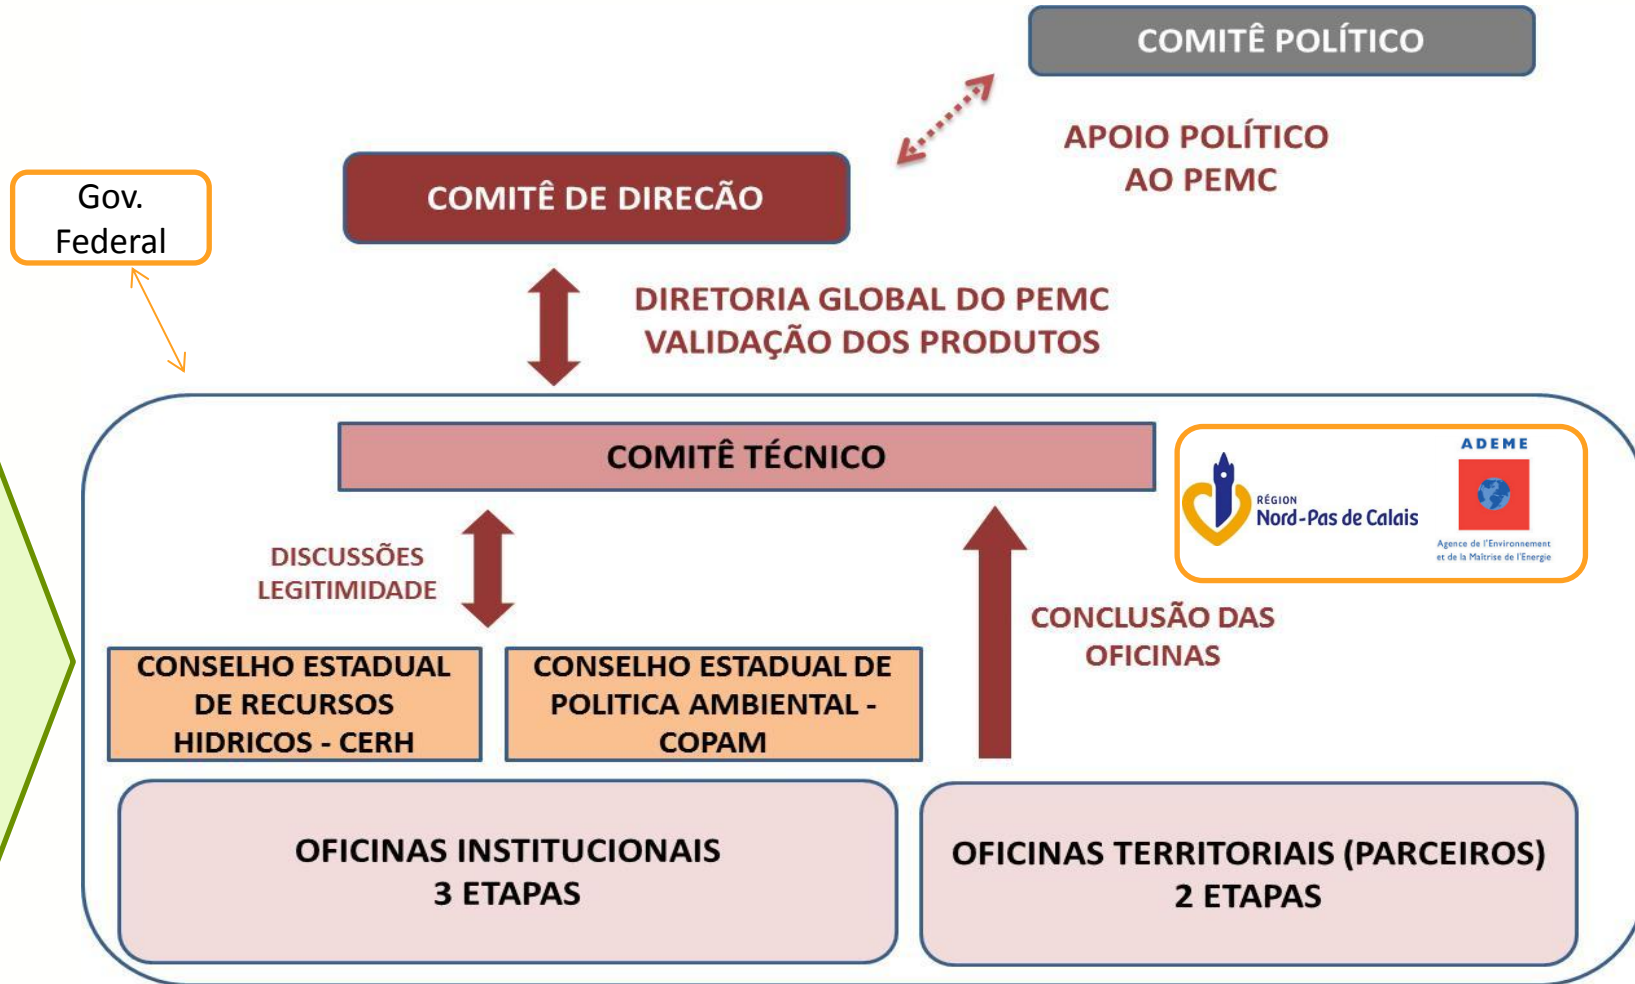 COMITÊ POLÍTICO
APOIO POLÍTICO
AO PEMC
COMITÊ DE DIRECÃO
Gov.
Federal
DIRETORIA GLOBAL DO PEMC
VALIDAÇÃO DOS PRODUTOS
COMITÊ TÉCNICO
RÉGION
Nord-Pas de Calais
ADEME
Agence de l'Environnement
et de la Maîtrise de l'Energie
DISCUSSÕES
LEGITIMIDADE
CONCLUSÃO DAS
OFICINAS
CONSELHO ESTADUAL
DE RECURSOS
HIDRICOS - CERH
CONSELHO ESTADUAL DE
POLITICA AMBIENTAL -
COPAM
OFICINAS INSTITUCIONAIS
3 ETAPAS
OFICINAS TERRITORIAIS (PARCEIROS)
2 ETAPAS